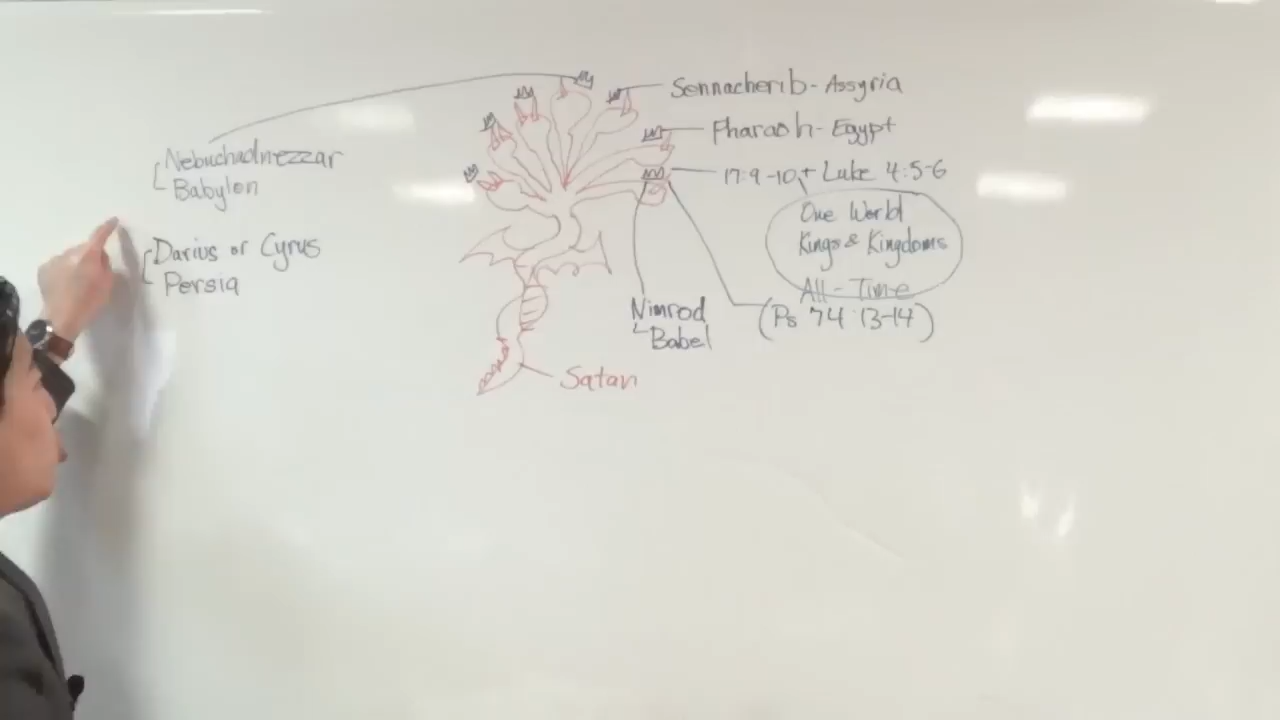 Sennacherib - Assyria
Pharaoh - Egypt
17:9-10, + Luke 4:5-6
One World
Kings & Kingdoms
All-Time
(Ps 74:13-14)
Nebuchadnezzar
Babylon
Darius or Cyrus
Persia
Nimrod
Babel
Satan